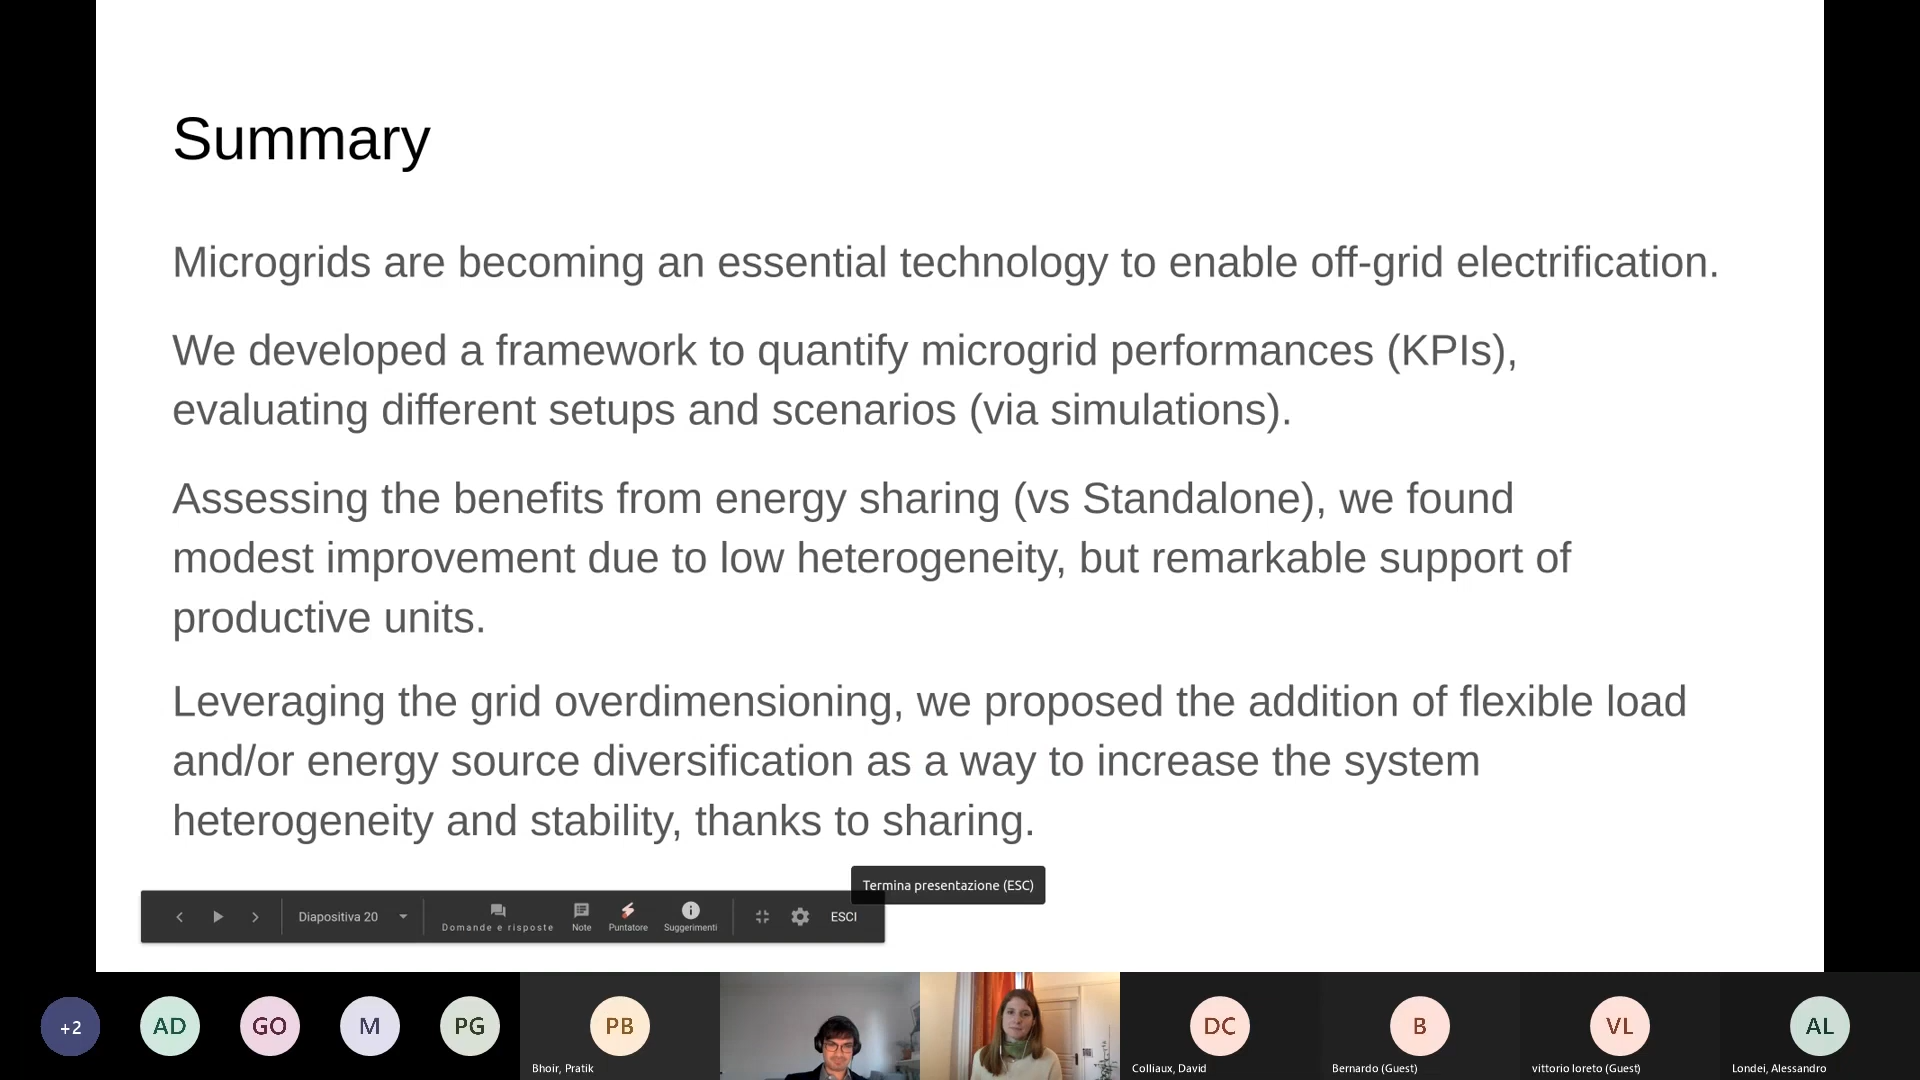 Summary
Microgrids are becoming an essential technology to enable off-grid electrification.
We developed a framework to quantify microgrid performances (KPIs),
evaluating different setups and scenarios (via simulations).
Assessing the benefits from energy sharing (vs Standalone), we found
modest improvement due to low heterogeneity, but remarkable support of
productive units.
Leveraging the grid overdimensioning, we proposed the addition of flexible load
and/or energy source diversification as a way to increase the system
heterogeneity and stability, thanks to sharing.
Termina presentazione (ESC)
Diapositiva 20
Domande e risposte
Note
Puntatore
Suggerimenti
ESCI
+2
AD
GO
M
PG
PB
DC
B
VL
AL
Bhoir, Pratik
Colliaux, David
Bernardo (Guest)
vittorio loreto (Guest)
Londei, Alessandro